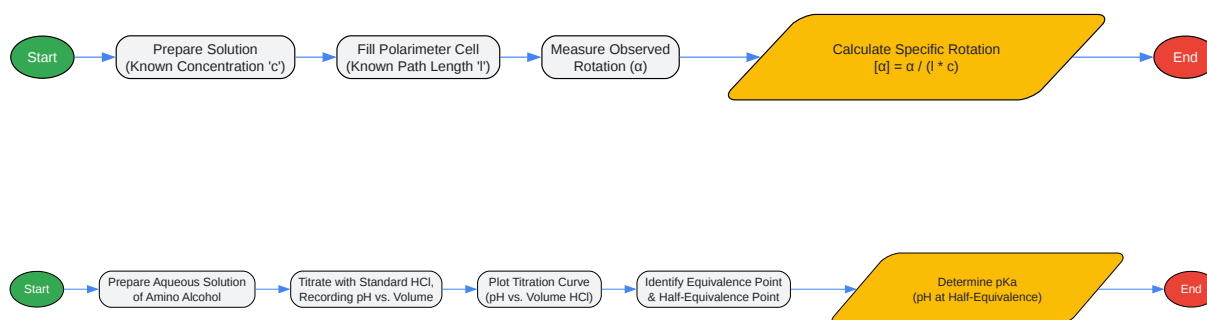 Start
Prepare Solution
(Known Concentration 'c')
Fill Polarimeter Cell
(Known Path Length 'l')
Measure Observed
Rotation (α)
Calculate Specific Rotation
[α] = α / (l * c)
End
Start
Prepare Aqueous Solution
of Amino Alcohol
Titrate with Standard HCl,
Recording pH vs. Volume
Plot Titration Curve
(pH vs. Volume HCl)
Identify Equivalence Point
& Half-Equivalence Point
Determine pKa
(pH at Half-Equivalence)
End